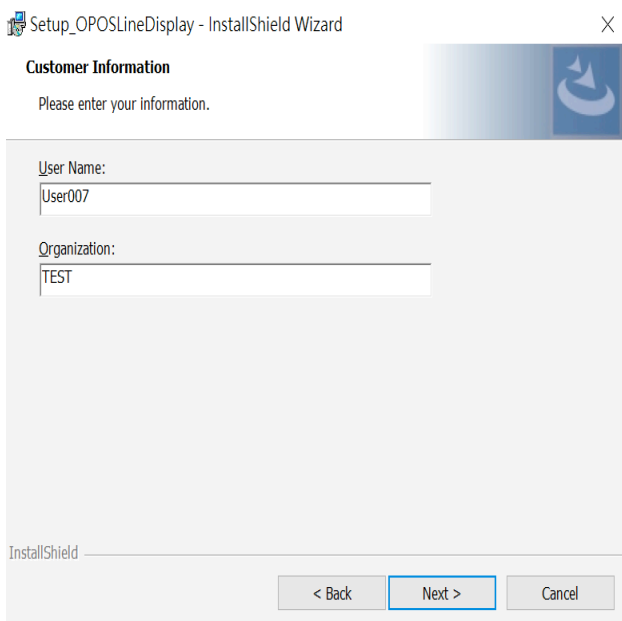 Setup_OPOSLineDisplay - InstallShield Wizard
Customer Information
Please enter your information.
User Name:
User007
Organization:
TEST
InstallShield
< Back Next > Cancel